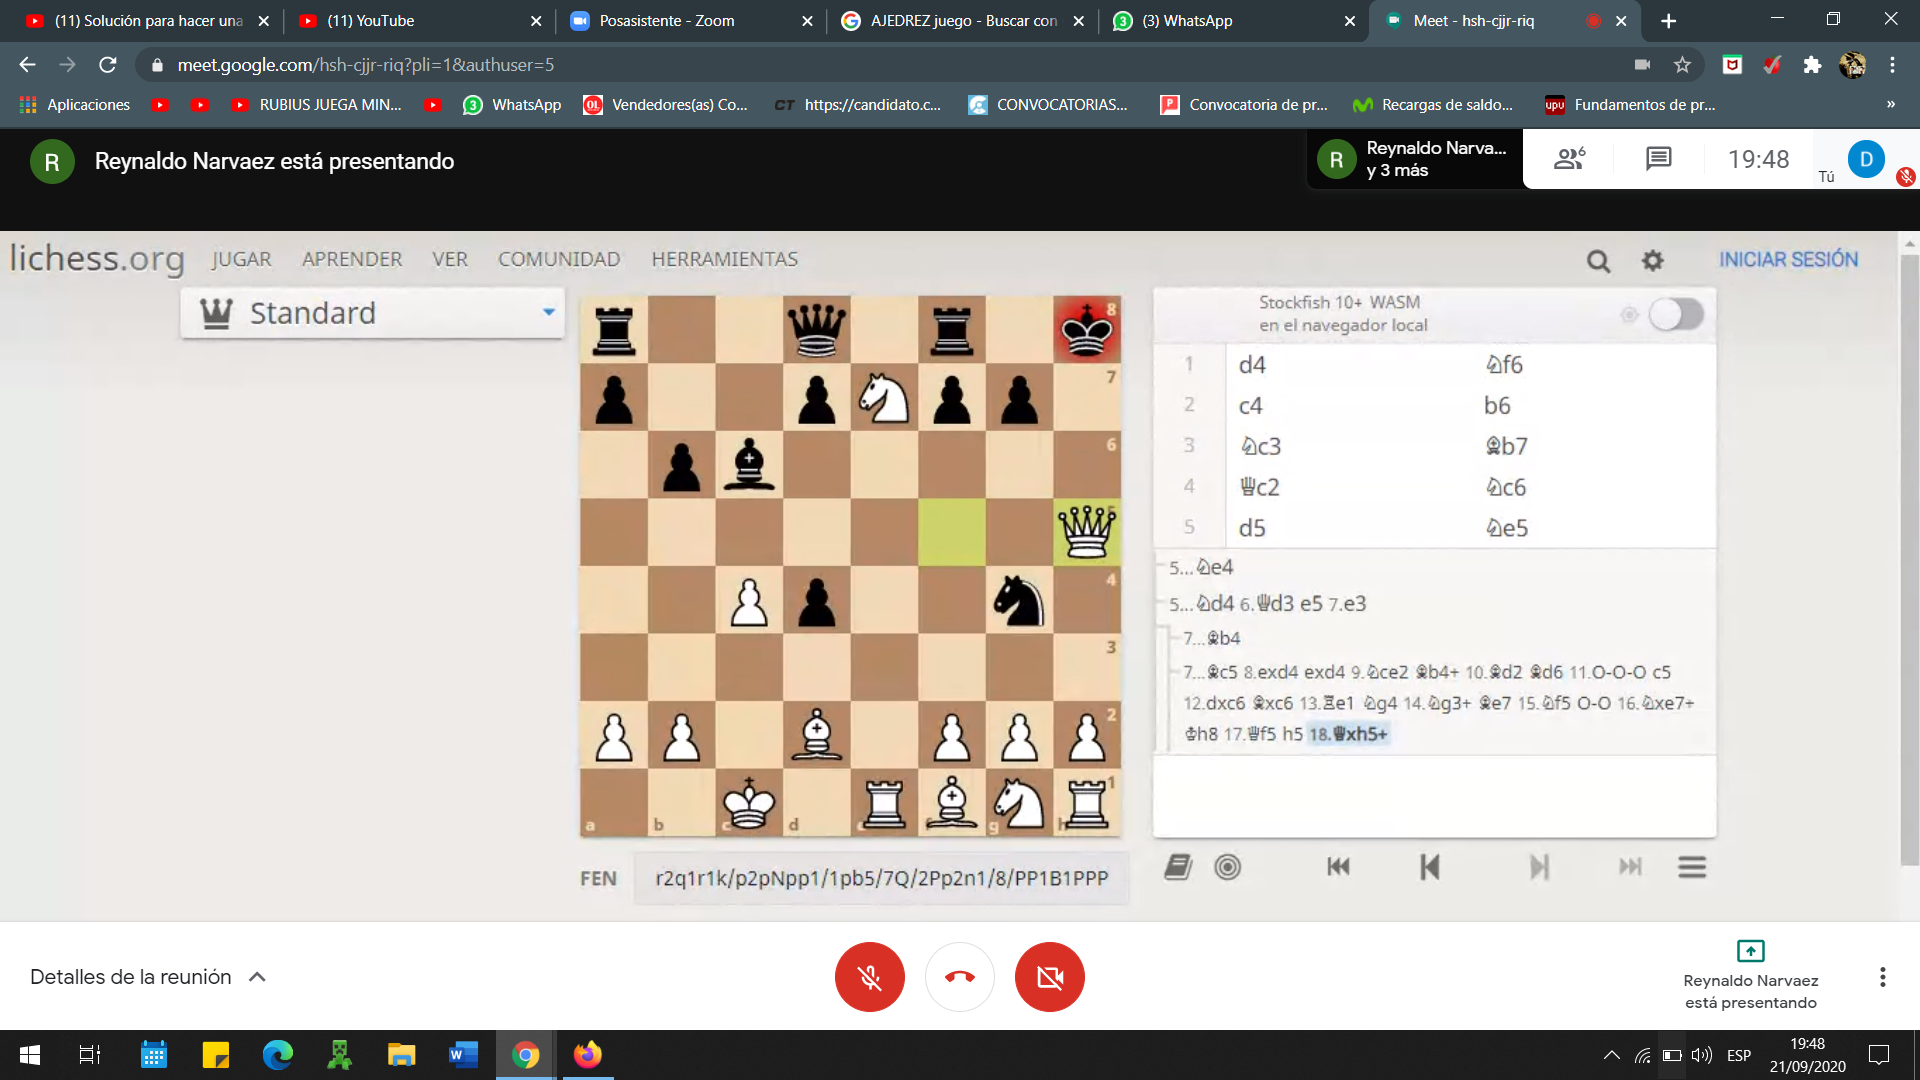 (11) Solución para hacer una
(11) YouTube
Posasistente - Zoom
AJEDREZ juego - Buscar con
(3) WhatsApp
Meet - hsh-cjjr-riq
meet.google.com/hsh-cjjr-riq?pli=1&authuser=5
Aplicaciones
RUBIUS JUEGA MIN...
WhatsApp
Vendedores(as) Co...
https://candidato.c...
CONVOCATORIAS...
Convocatoria de pr...
Recargas de saldo...
Fundamentos de pr...
»
R
Reynaldo Narvaez está presentando
R
Reynaldo Narva...
y 3 más
6
19:48
Tú
D
lichess.org
JUGAR
APRENDER
VER
COMUNIDAD
HERRAMIENTAS
INICIAR SESIÓN
Standard
Stockfish 10+ WASM
en el navegador local
8
7
6
5
4
3
2
1
a
b
c
d
e
f
g
h
1 d4 ♘f6
2 c4 b6
3 ♘c3 ♗b7
4 ♕c2 ♘c6
5 d5 ♘e5
5...♘e4
5...♘d4 6.♕d3 e5 7.e3
7...♗b4
7...♗c5 8.exd4 exd4 9.♘ce2 ♗b4+ 10.♗d2 ♗d6 11.O-O-O c5
12.dxc6 ♗xc6 13.♖e1 ♘g4 14.♘g3+ ♗e7 15.♘f5 O-O 16.♘xe7+
♔h8 17.♕f5 h5 18.♕xh5+
FEN
r2q1r1k/p2pNpp1/1pb5/7Q/2Pp2n1/8/PP1B1PPP
Detalles de la reunión
Reynaldo Narvaez
está presentando
ESP
19:48
21/09/2020